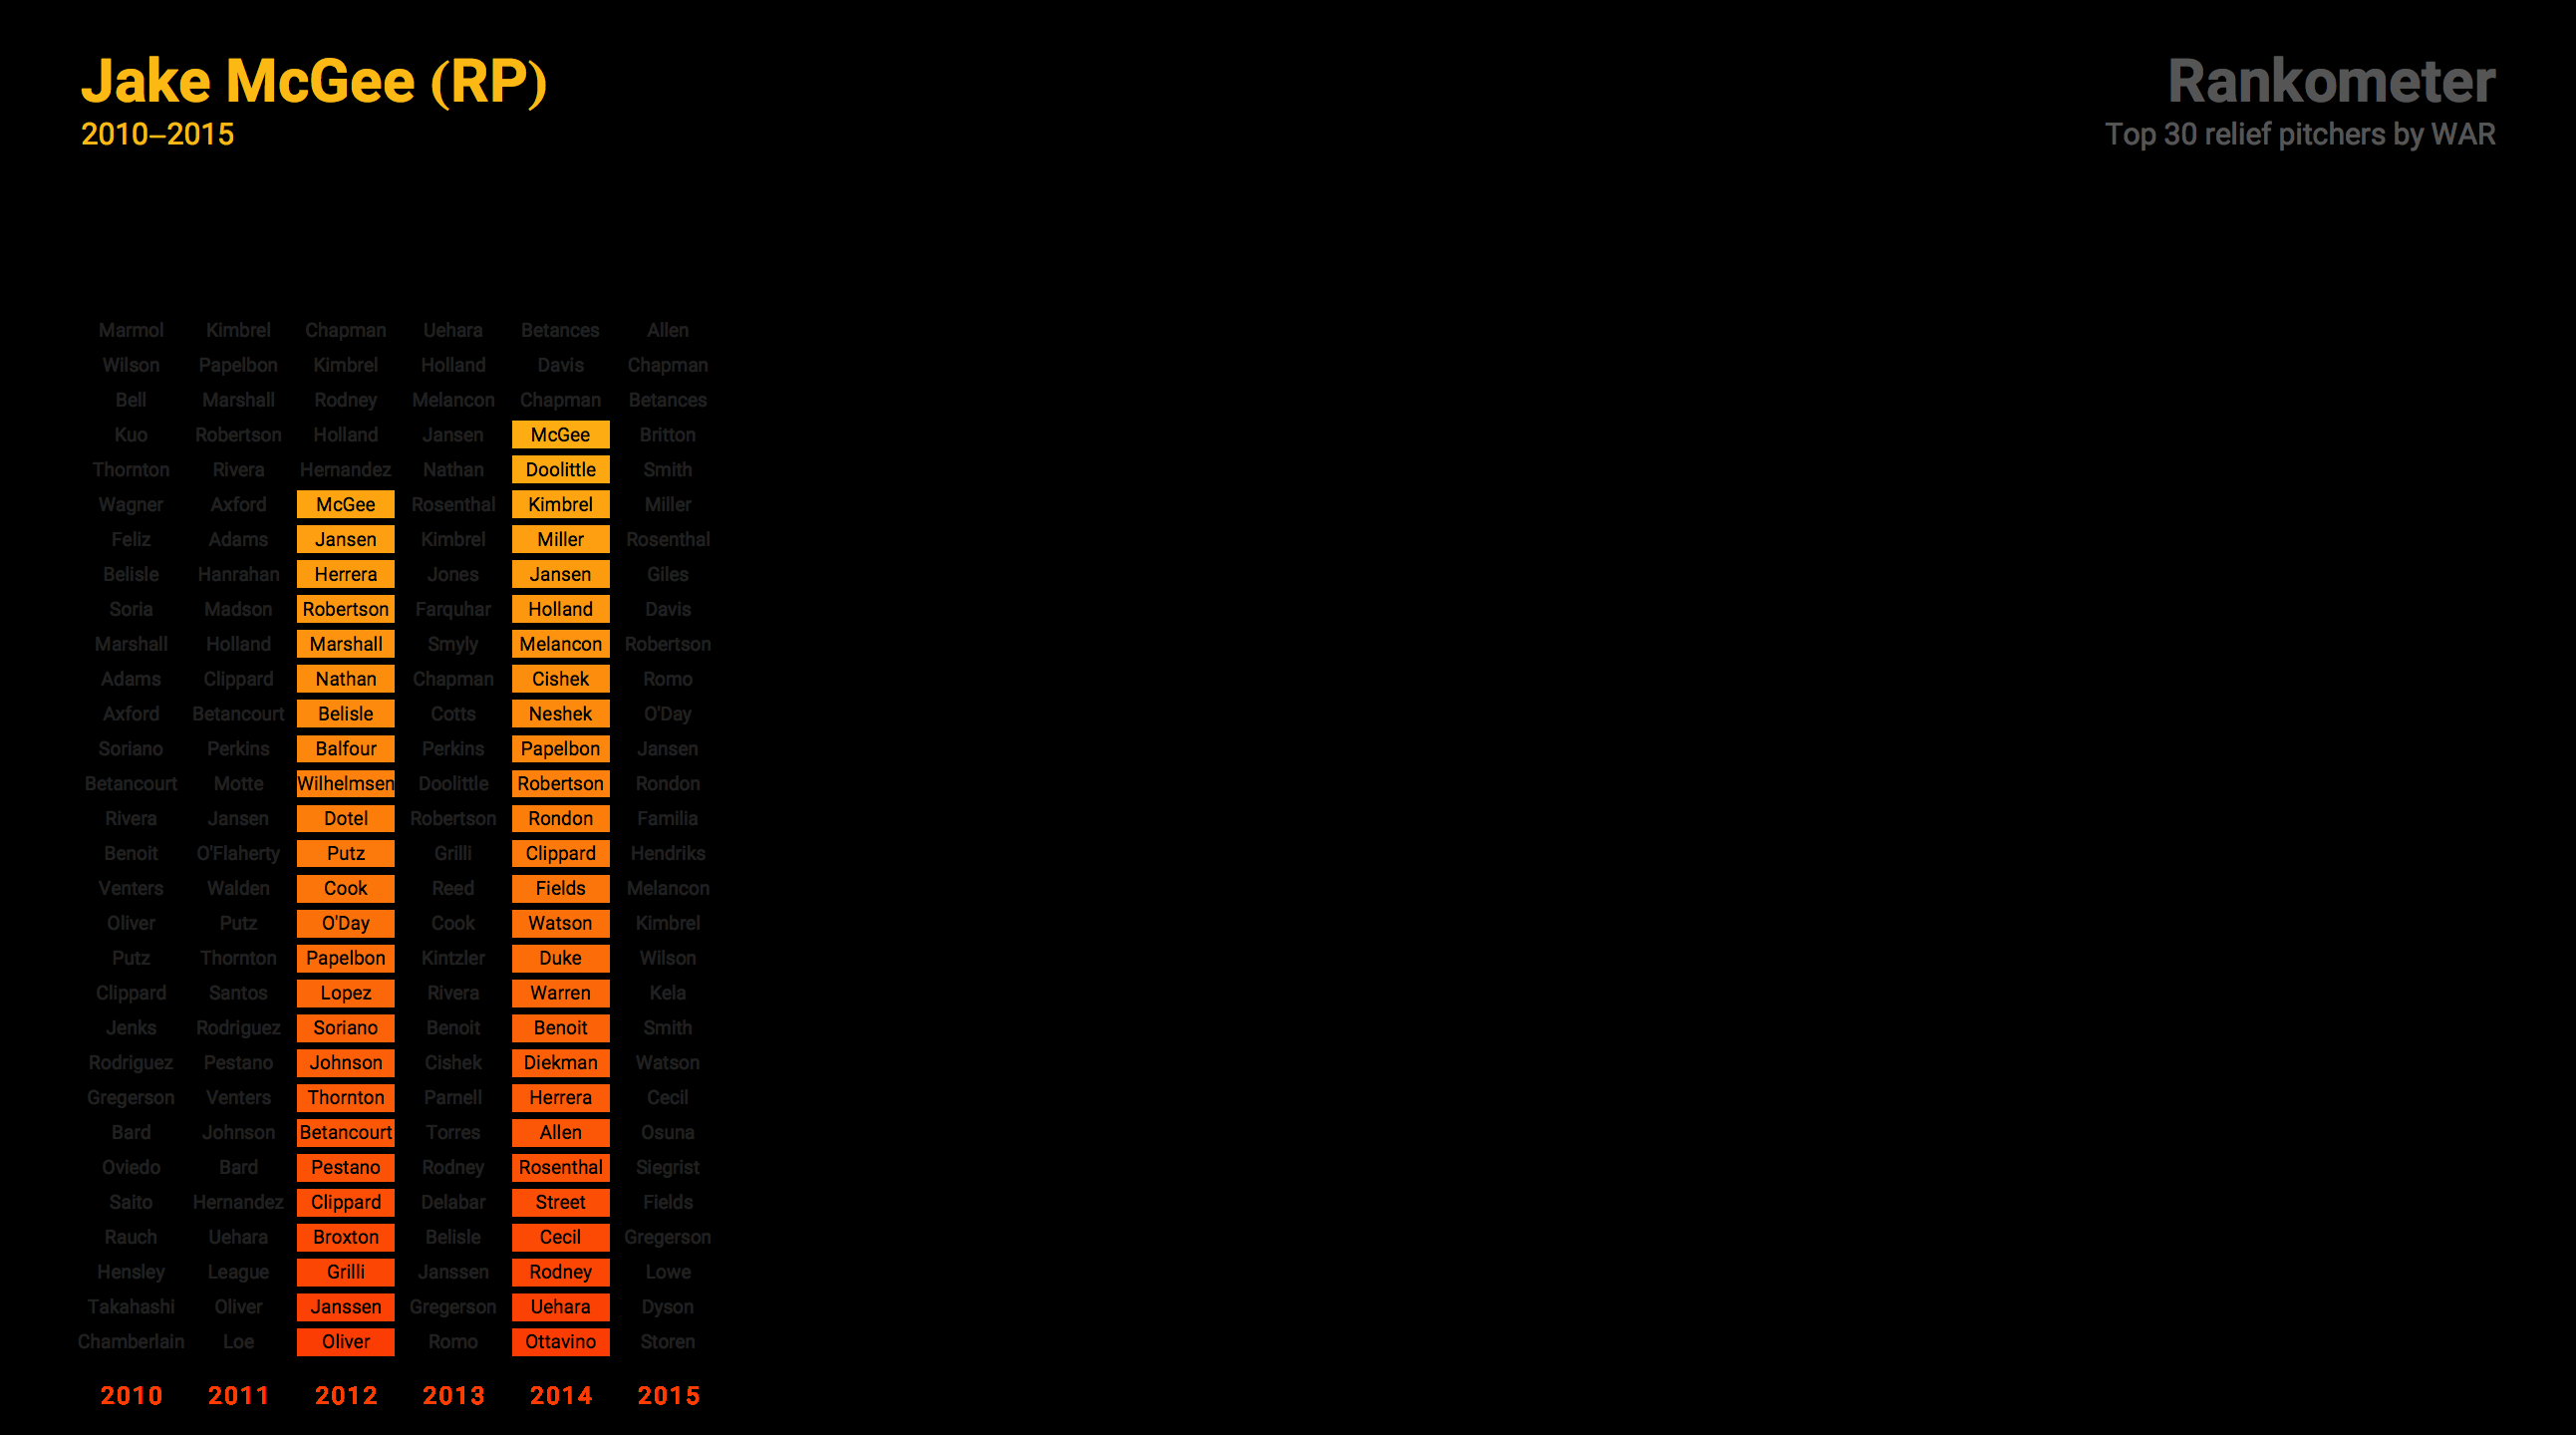 Jake McGee (RP)
2010–2015
Rankometer
Top 30 relief pitchers by WAR
Marmol Kimbrel Chapman Uehara Betances Allen
Wilson Papelbon Kimbrel Holland Davis Chapman
Bell Marshall Rodney Melancon Chapman Betances
Kuo Robertson Holland Jansen McGee Britton
Thornton Rivera Hernandez Nathan Doolittle Smith
Wagner Axford McGee Rosenthal Kimbrel Miller
Feliz Adams Jansen Kimbrel Miller Rosenthal
Belisle Hanrahan Herrera Jones Jansen Giles
Soria Madson Robertson Farquhar Holland Davis
Marshall Holland Marshall Smyly Melancon Robertson
Adams Clippard Nathan Chapman Cishek Romo
Axford Betancourt Belisle Cotts Neshek O'Day
Soriano Perkins Balfour Perkins Papelbon Jansen
Betancourt Motte Wilhelmsen Doolittle Robertson Rondon
Rivera Jansen Dotel Robertson Rondon Familia
Benoit O'Flaherty Putz Grilli Clippard Hendriks
Venters Walden Cook Reed Fields Melancon
Oliver Putz O'Day Cook Watson Kimbrel
Putz Thornton Papelbon Kintzler Duke Wilson
Clippard Santos Lopez Rivera Warren Kela
Jenks Rodriguez Soriano Benoit Benoit Smith
Rodriguez Pestano Johnson Cishek Diekman Watson
Gregerson Venters Thornton Parnell Herrera Cecil
Bard Johnson Betancourt Torres Allen Osuna
Oviedo Bard Pestano Rodney Rosenthal Siegrist
Saito Hernandez Clippard Delabar Street Fields
Rauch Uehara Broxton Belisle Cecil Gregerson
Hensley League Grilli Janssen Rodney Lowe
Takahashi Oliver Janssen Gregerson Uehara Dyson
Chamberlain Loe Oliver Romo Ottavino Storen
2010 2011 2012 2013 2014 2015